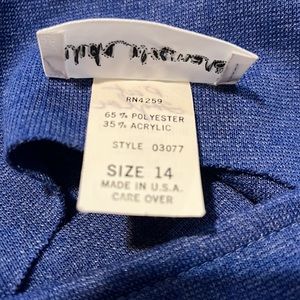 RN4259
65% POLYESTER
35% ACRYLIC
STYLE 03077
SIZE 14
MADE IN U.S.A.
CARE OVER